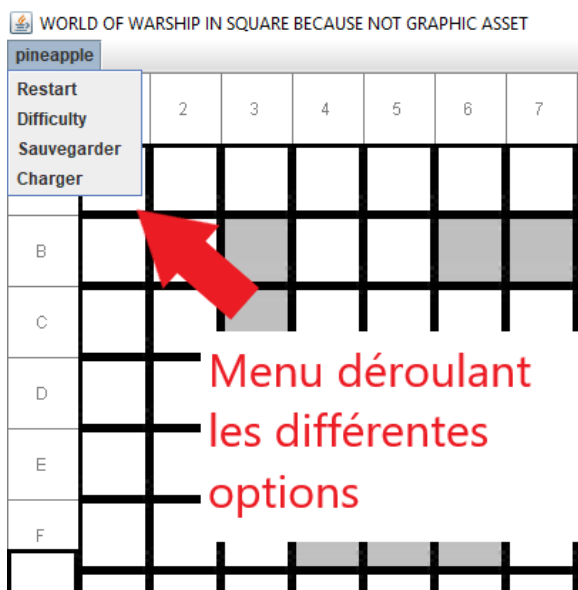 WORLD OF WARSHIP IN SQUARE BECAUSE NOT GRAPHIC ASSET
pineapple
Restart
Difficulty
Sauvegarder
Charger
2 3 4 5 6 7
B
C
D
E
F
Menu déroulant
les différentes
options